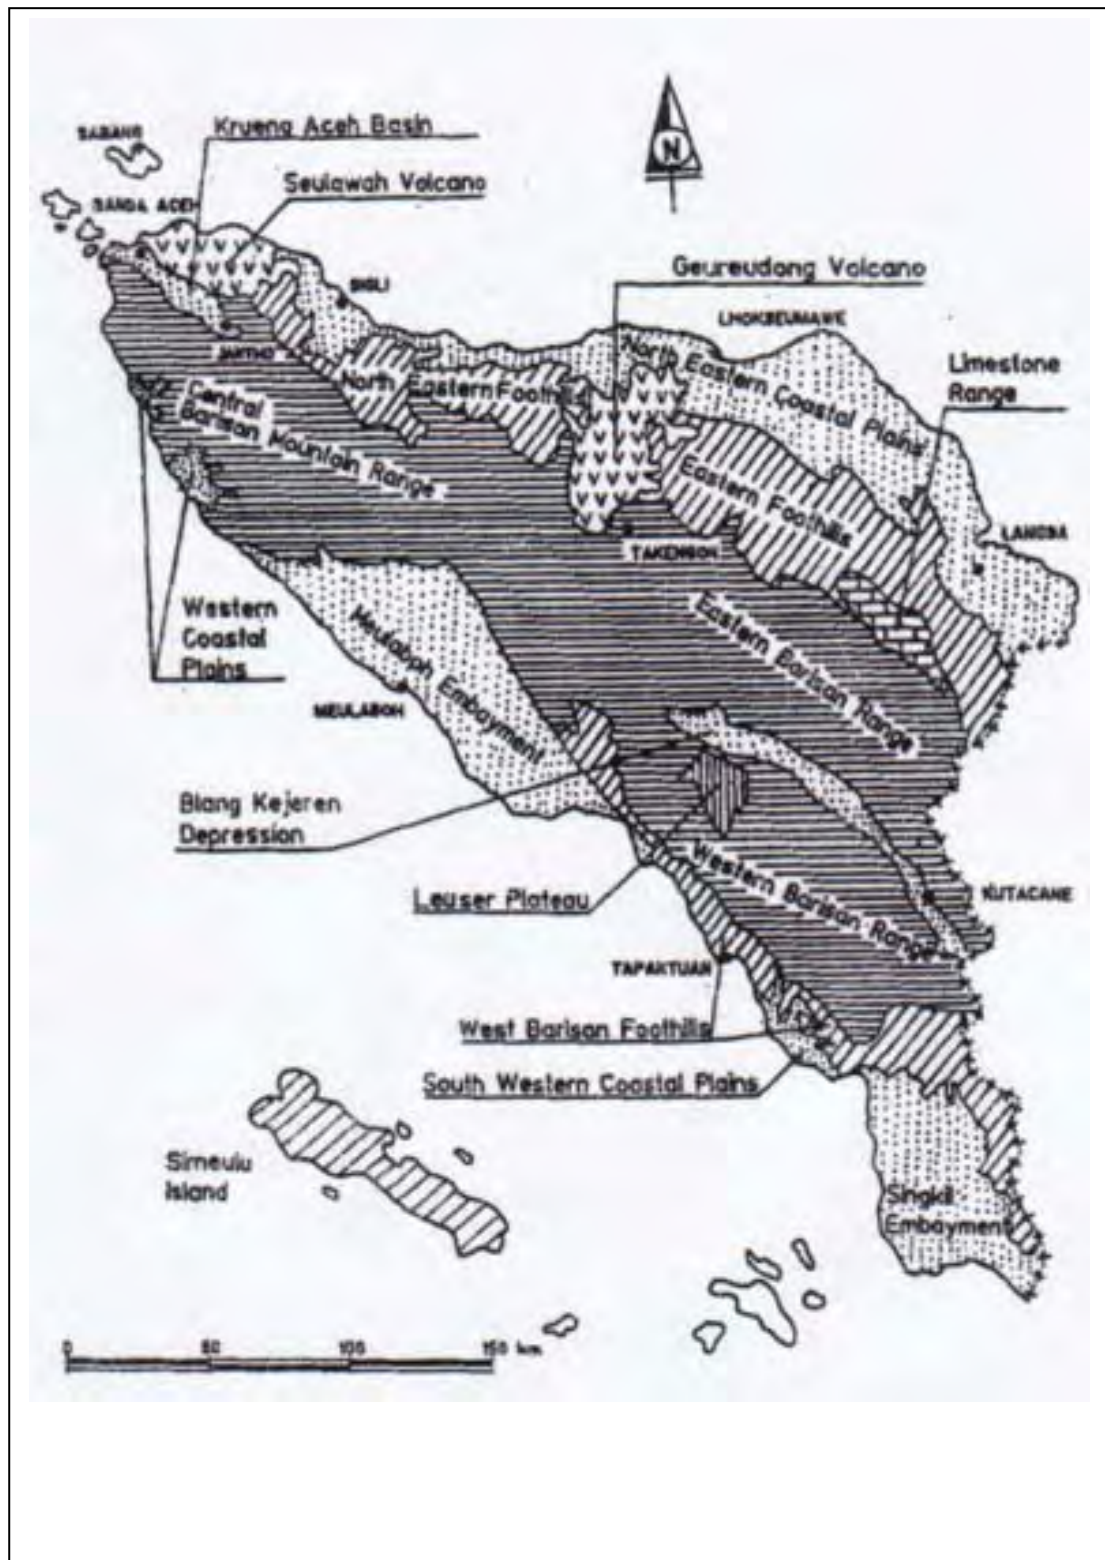 SABANG
Krueng Aceh Basin
Seulawah Volcano
BANDA ACEH
N
SIGLI
Geureudong Volcano
LHOKSEUMAWE
North Eastern Coastal Plains
Limestone
Range
JANTHO
North Eastern Foothills
Central
Barisan Mountain Range
Eastern Foothills
LANGSA
TAKENGON
Western
Coastal
Plains
Eastern Barisan Range
Meulaboh Embayment
MEULABOH
Blang Kejeren
Depression
Western Barisan Range
Leuser Plateau
KUTACANE
TAPAKTUAN
West Barisan Foothills
South Western Coastal Plains
Simeulu
Island
Singkil
Embayment
0 50 100 150 km